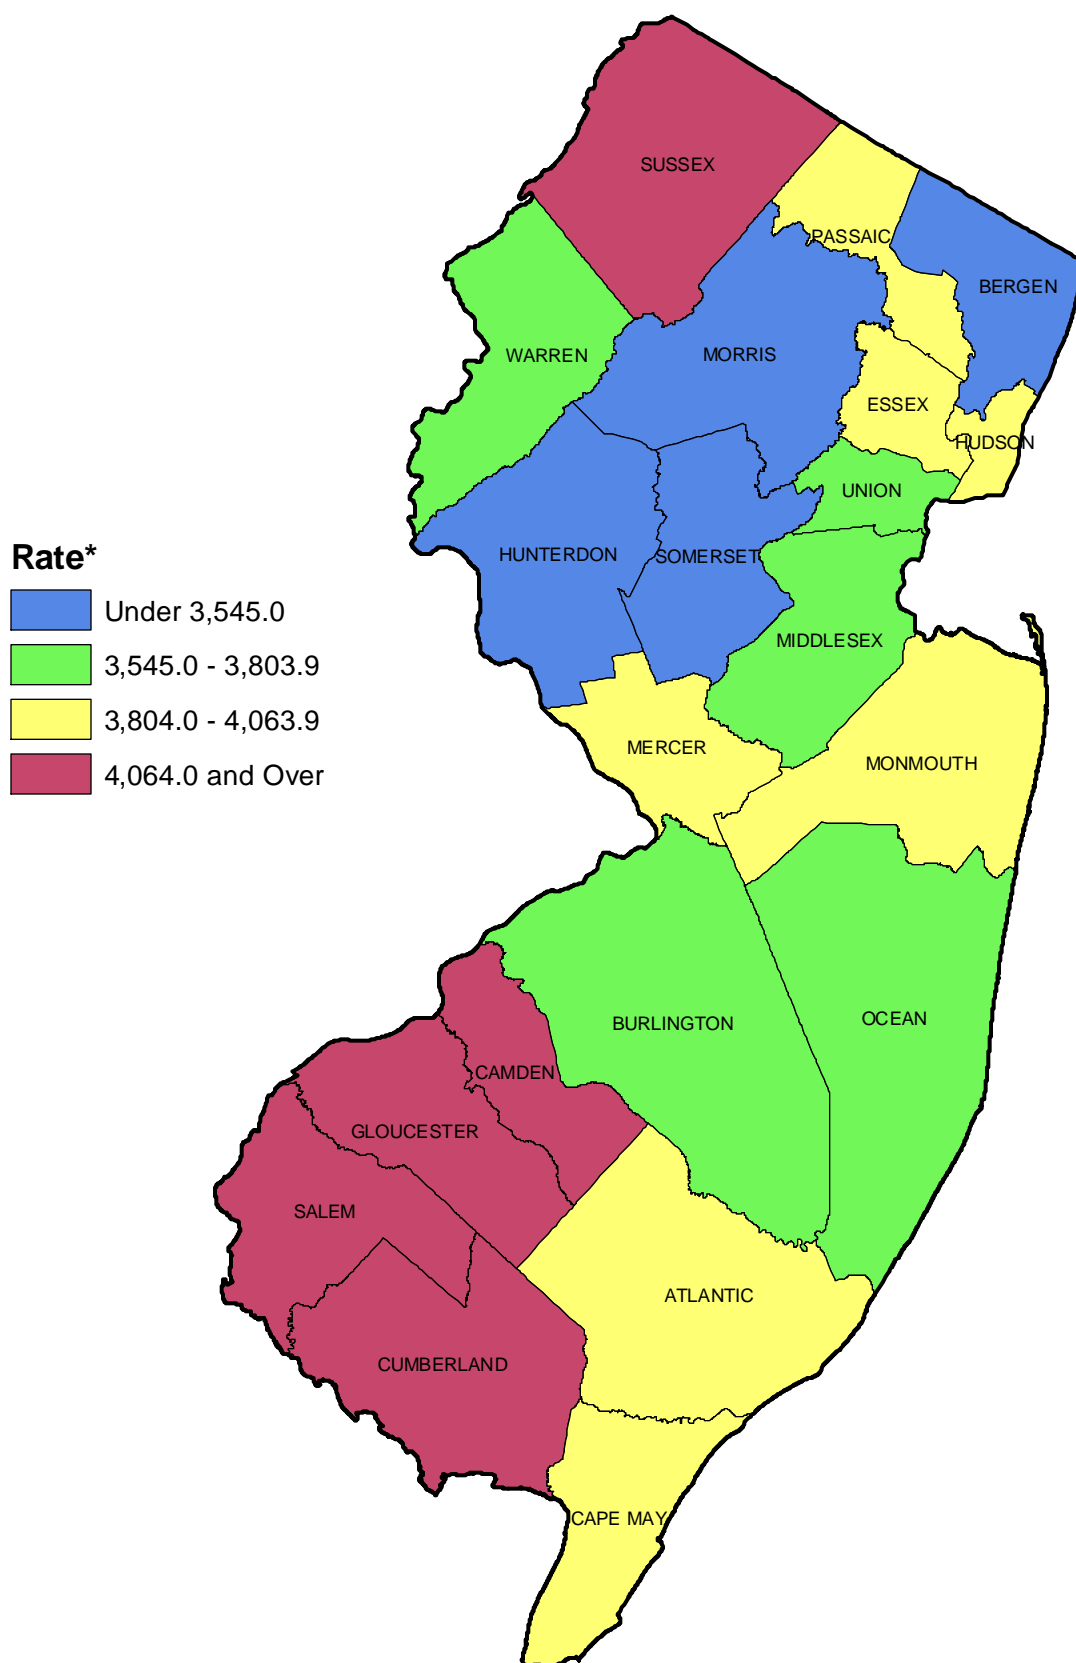 SUSSEX
PASSAIC
BERGEN
WARREN
MORRIS
ESSEX
HUDSON
UNION
HUNTERDON
SOMERSET
Rate*
Under 3,545.0
3,545.0 - 3,803.9
3,804.0 - 4,063.9
4,064.0 and Over
MIDDLESEX
MERCER
MONMOUTH
BURLINGTON
OCEAN
CAMDEN
GLOUCESTER
SALEM
ATLANTIC
CUMBERLAND
CAPE MAY